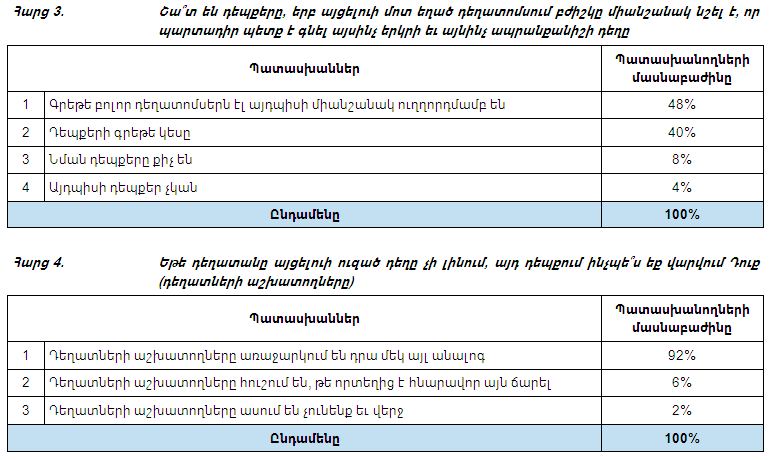 Հարց 3. Շա՞տ են դեպքերը, երբ այցելուի մոտ եղած դեղատոմսում բժիշկը միանշանակ նշել է, որ
պարտադիր պետք է գնել այսինչ երկրի եւ այնինչ ապրանքանիշի դեղը
Պատասխաններ Պատասխանողների
մասնաբաժինը
1 Գրեթե բոլոր դեղատոմսերն էլ այդպիսի միանշանակ ուղղորդմամբ են 48%
2 Դեպքերի գրեթե կեսը 40%
3 Նման դեպքերը քիչ են 8%
4 Այդպիսի դեպքեր չկան 4%
Ընդամենը 100%
Հարց 4. Եթե դեղատանը այցելուի ուզած դեղը չի լինում, այդ դեպքում ինչպե՞ս եք վարվում Դուք
(դեղատների աշխատողները)
Պատասխաններ Պատասխանողների
մասնաբաժինը
1 Դեղատների աշխատողները առաջարկում են դրա մեկ այլ անալոգ 92%
2 Դեղատների աշխատողները հուշում են, թե որտեղից է հնարավոր այն ճարել 6%
3 Դեղատների աշխատողները ասում են չունենք եւ վերջ 2%
Ընդամենը 100%